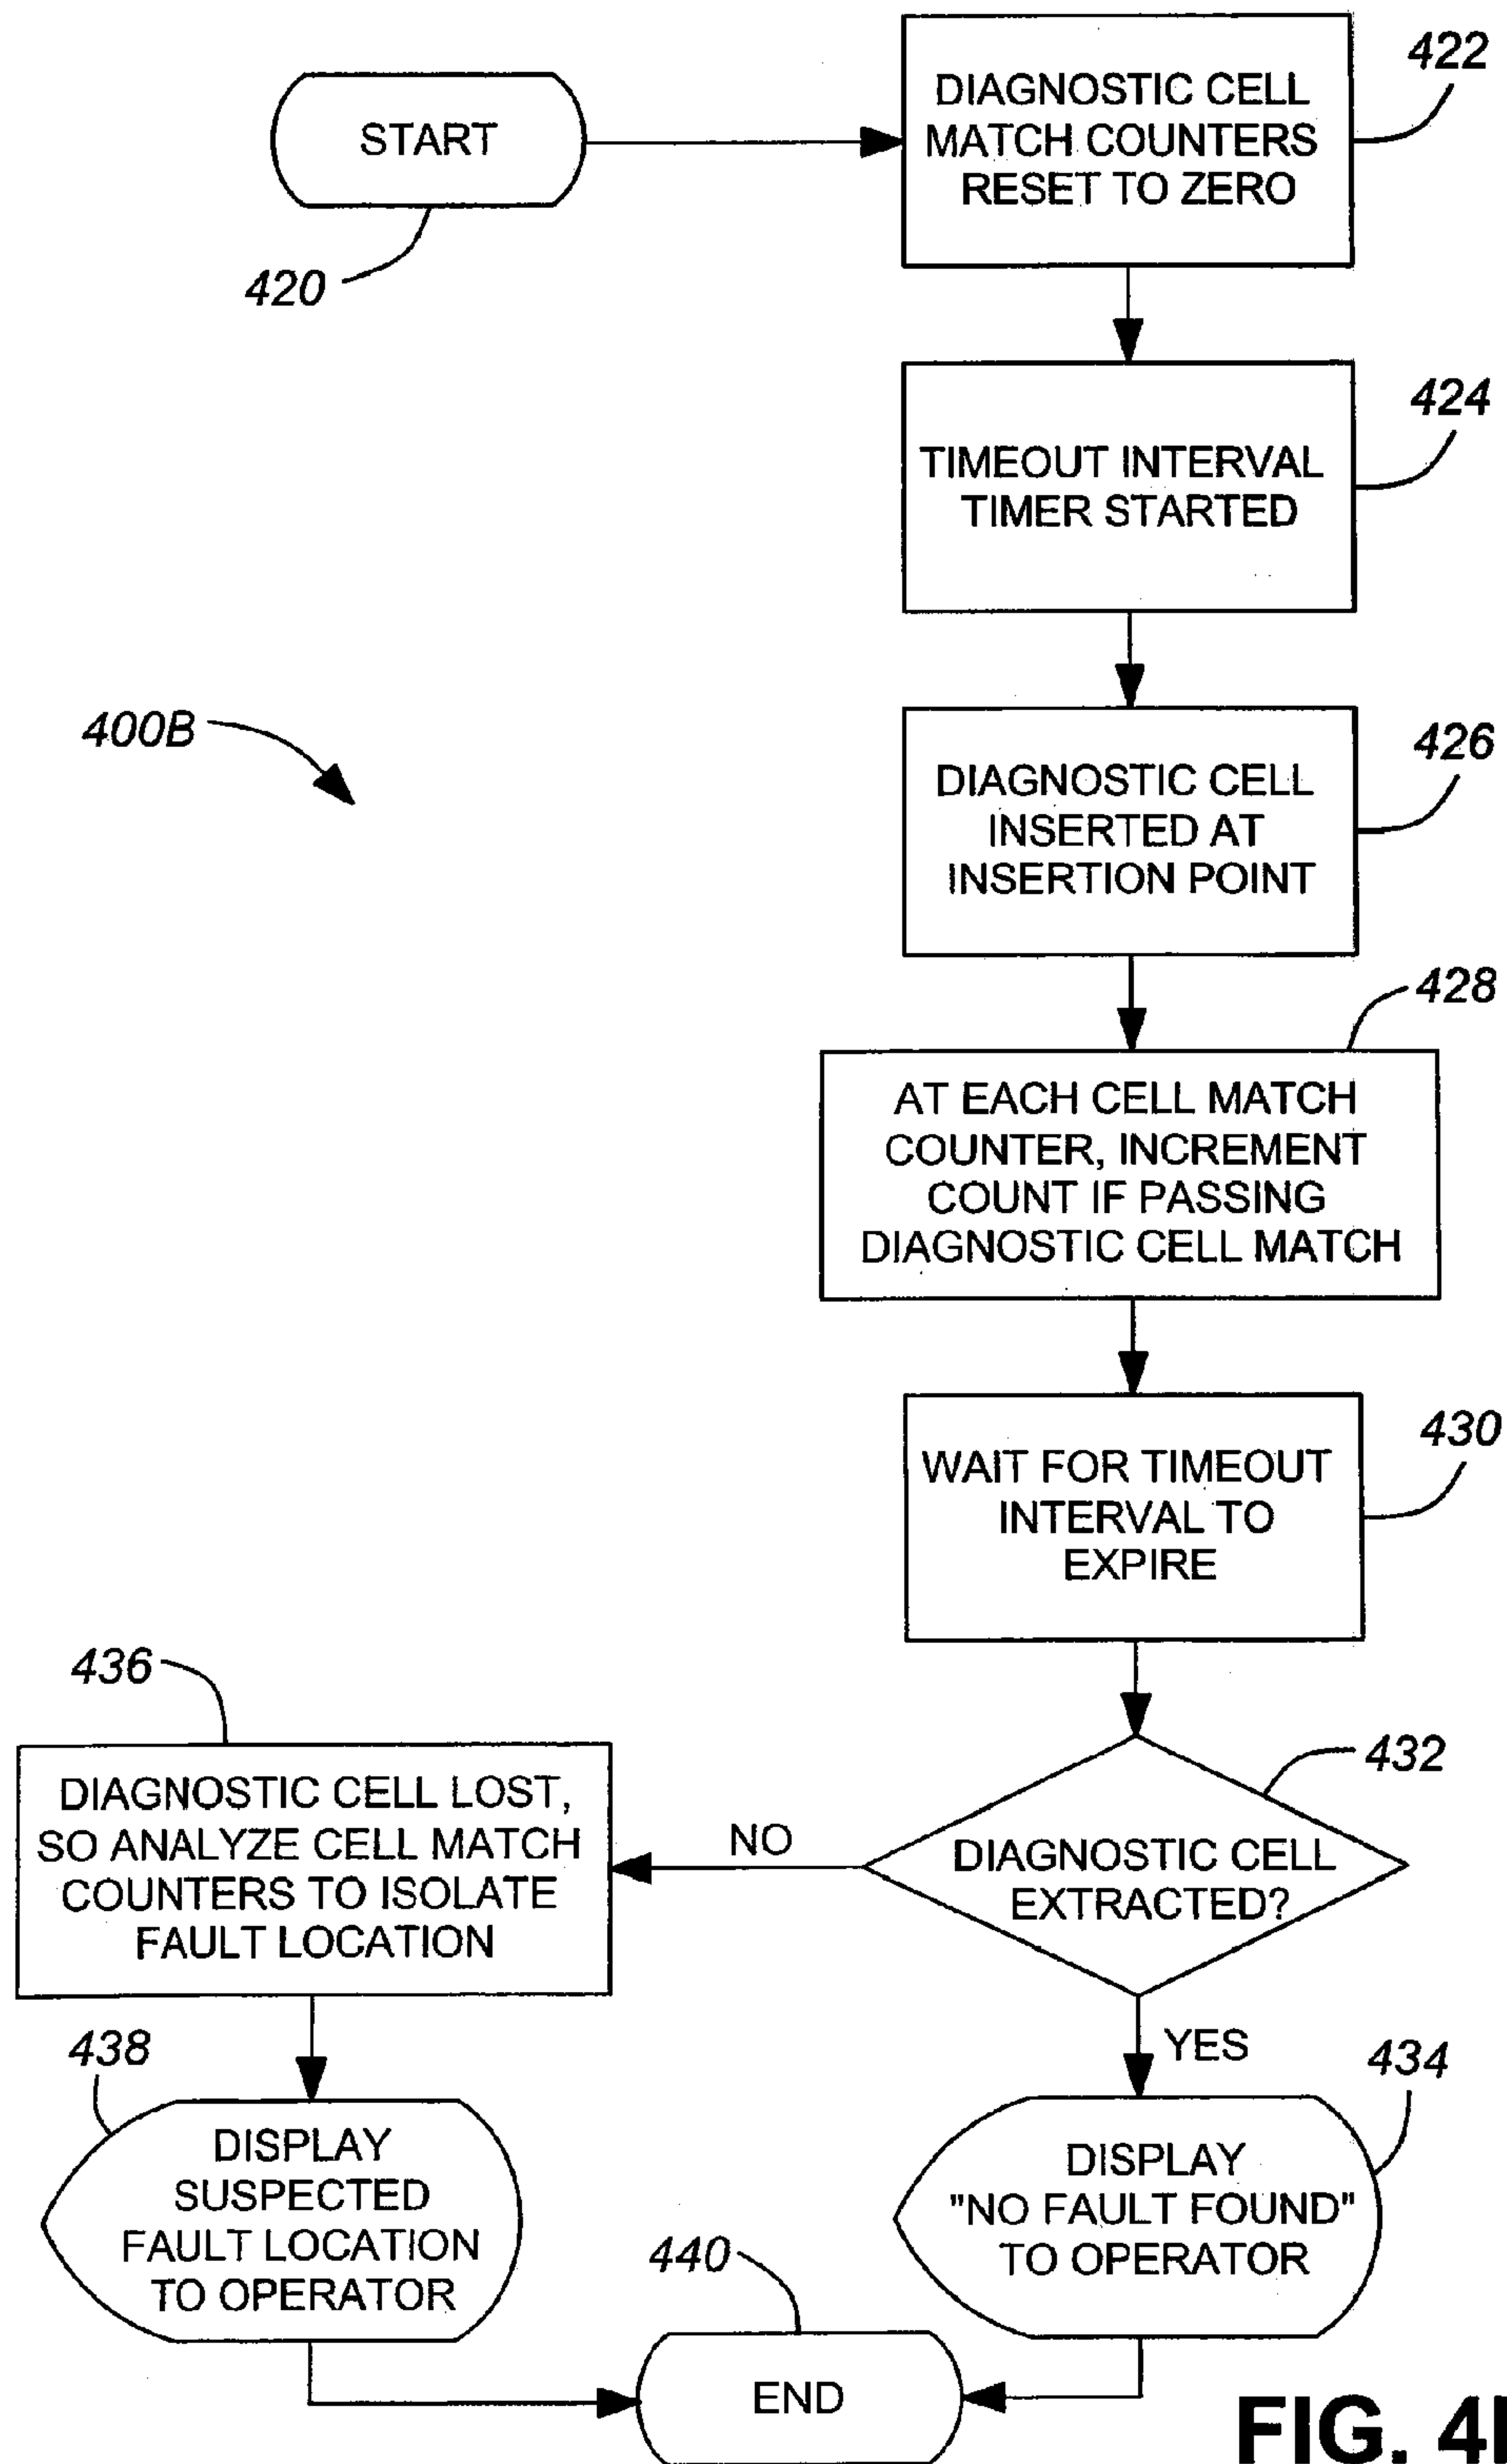 START
420
DIAGNOSTIC CELL
MATCH COUNTERS
RESET TO ZERO
422
TIMEOUT INTERVAL
TIMER STARTED
424
400B
DIAGNOSTIC CELL
INSERTED AT
INSERTION POINT
426
428
AT EACH CELL MATCH
COUNTER, INCREMENT
COUNT IF PASSING
DIAGNOSTIC CELL MATCH
WAIT FOR TIMEOUT
INTERVAL TO
EXPIRE
430
432
DIAGNOSTIC CELL
EXTRACTED?
NO
436
DIAGNOSTIC CELL LOST,
SO ANALYZE CELL MATCH
COUNTERS TO ISOLATE
FAULT LOCATION
YES
438
DISPLAY
SUSPECTED
FAULT LOCATION
TO OPERATOR
434
DISPLAY
"NO FAULT FOUND"
TO OPERATOR
440
END
FIG.